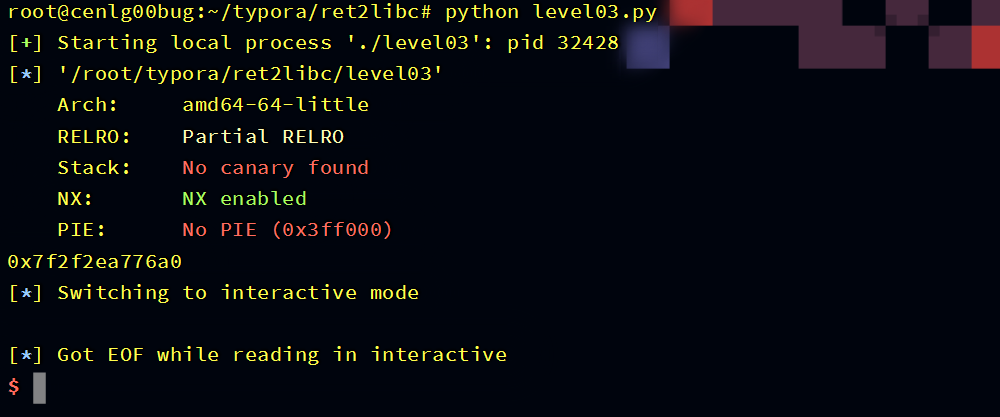 root@cenlg00bug:~/typora/ret2libc# python level03.py
[+] Starting local process './level03': pid 32428
[*] '/root/typora/ret2libc/level03'
    Arch:     amd64-64-little
    RELRO:    Partial RELRO
    Stack:    No canary found
    NX:       NX enabled
    PIE:      No PIE (0x3ff000)
0x7f2f2ea776a0
[*] Switching to interactive mode
[*] Got EOF while reading in interactive
$